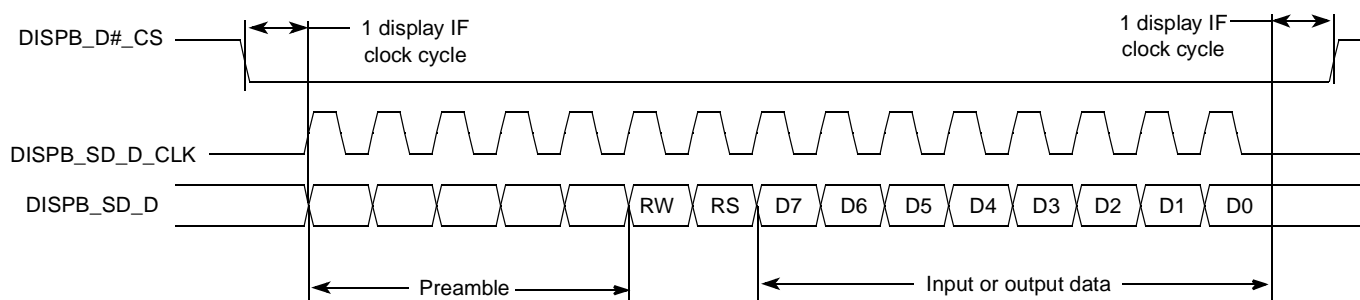 DISPB_D#_CS
1 display IF
clock cycle
1 display IF
clock cycle
DISPB_SD_D_CLK
DISPB_SD_D
RW RS D7 D6 D5 D4 D3 D2 D1 D0
Preamble
Input or output data